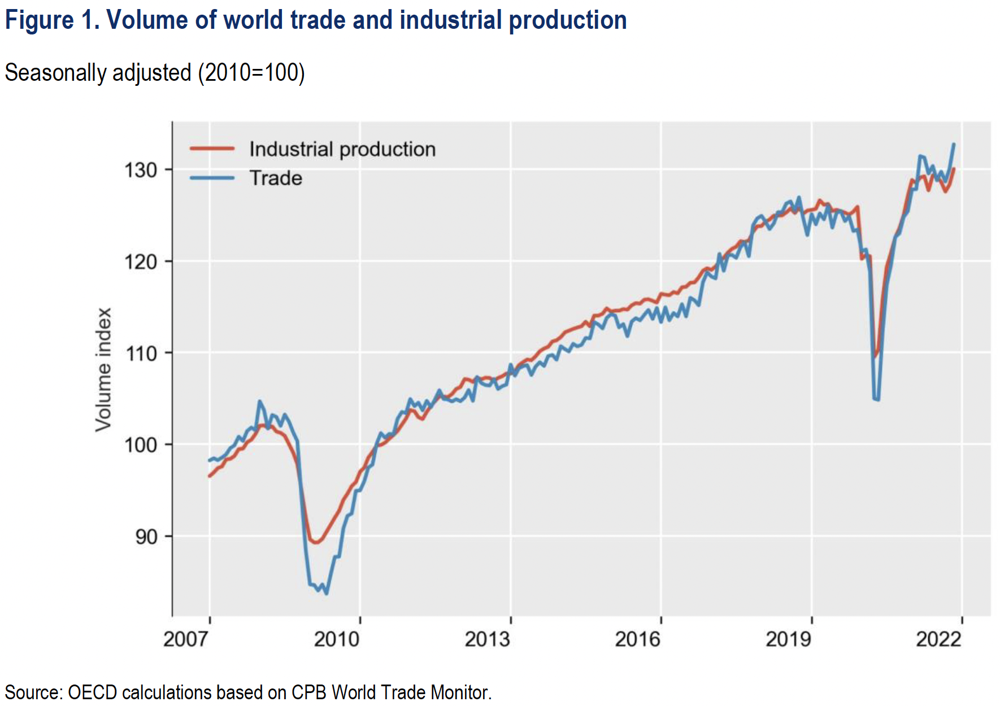 Figure 1. Volume of world trade and industrial production
Seasonally adjusted (2010=100)
Industrial production
Trade
Volume index
130
120
110
100
90
2007 2010 2013 2016 2019 2022
Source: OECD calculations based on CPB World Trade Monitor.